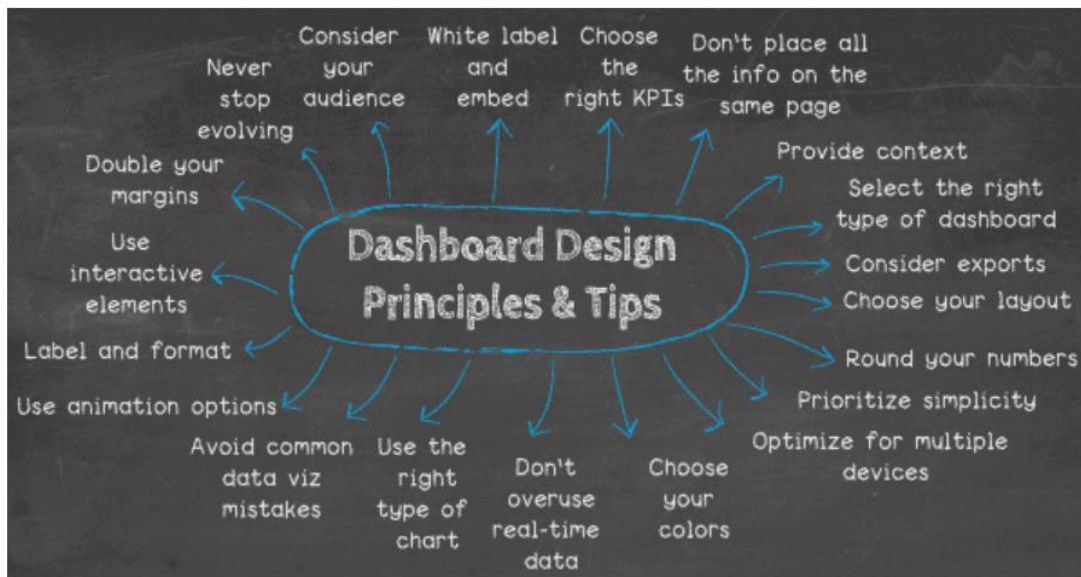 Dashboard Design
Principles & Tips
Consider
your
audience
White label
and
embed
Choose
the
right KPIs
Don't place all
the info on the
same page
Provide context
Select the right
type of dashboard
Consider exports
Choose your layout
Round your numbers
Prioritize simplicity
Optimize for multiple
devices
Choose
your
colors
Don't
overuse
real-time
data
Use the
right
type of
chart
Avoid common
data viz
mistakes
Use animation options
Label and format
Use
interactive
elements
Double your
margins
Never
stop
evolving